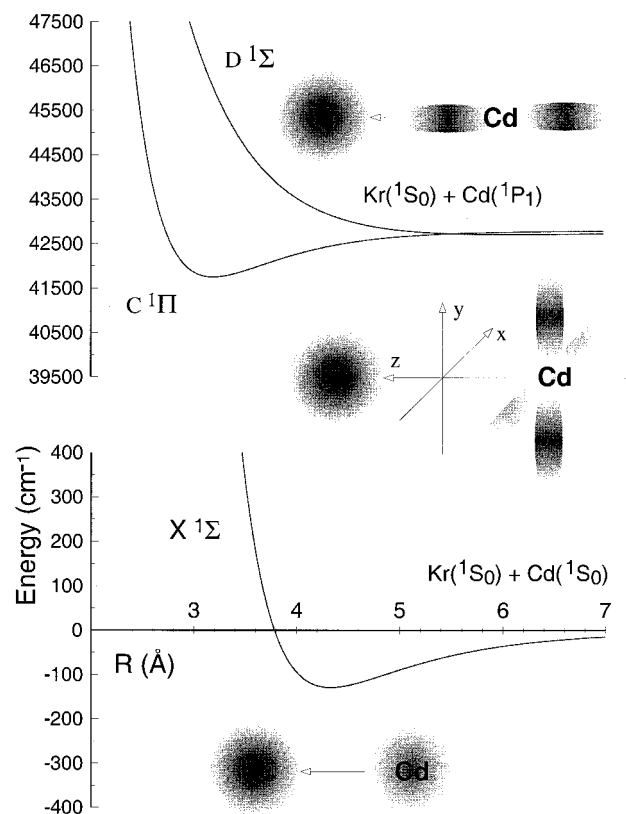 47500
46500
45500
44500
43500
42500
41500
40500
39500
D ¹Σ
Cd
Kr(¹S₀) + Cd(¹P₁)
C ¹Π
y
x
z
Cd
Energy (cm⁻¹)
400
300
200
100
0
-100
-200
-300
-400
X ¹Σ
Kr(¹S₀) + Cd(¹S₀)
3 4 5 6 7
R (Å)
Cd